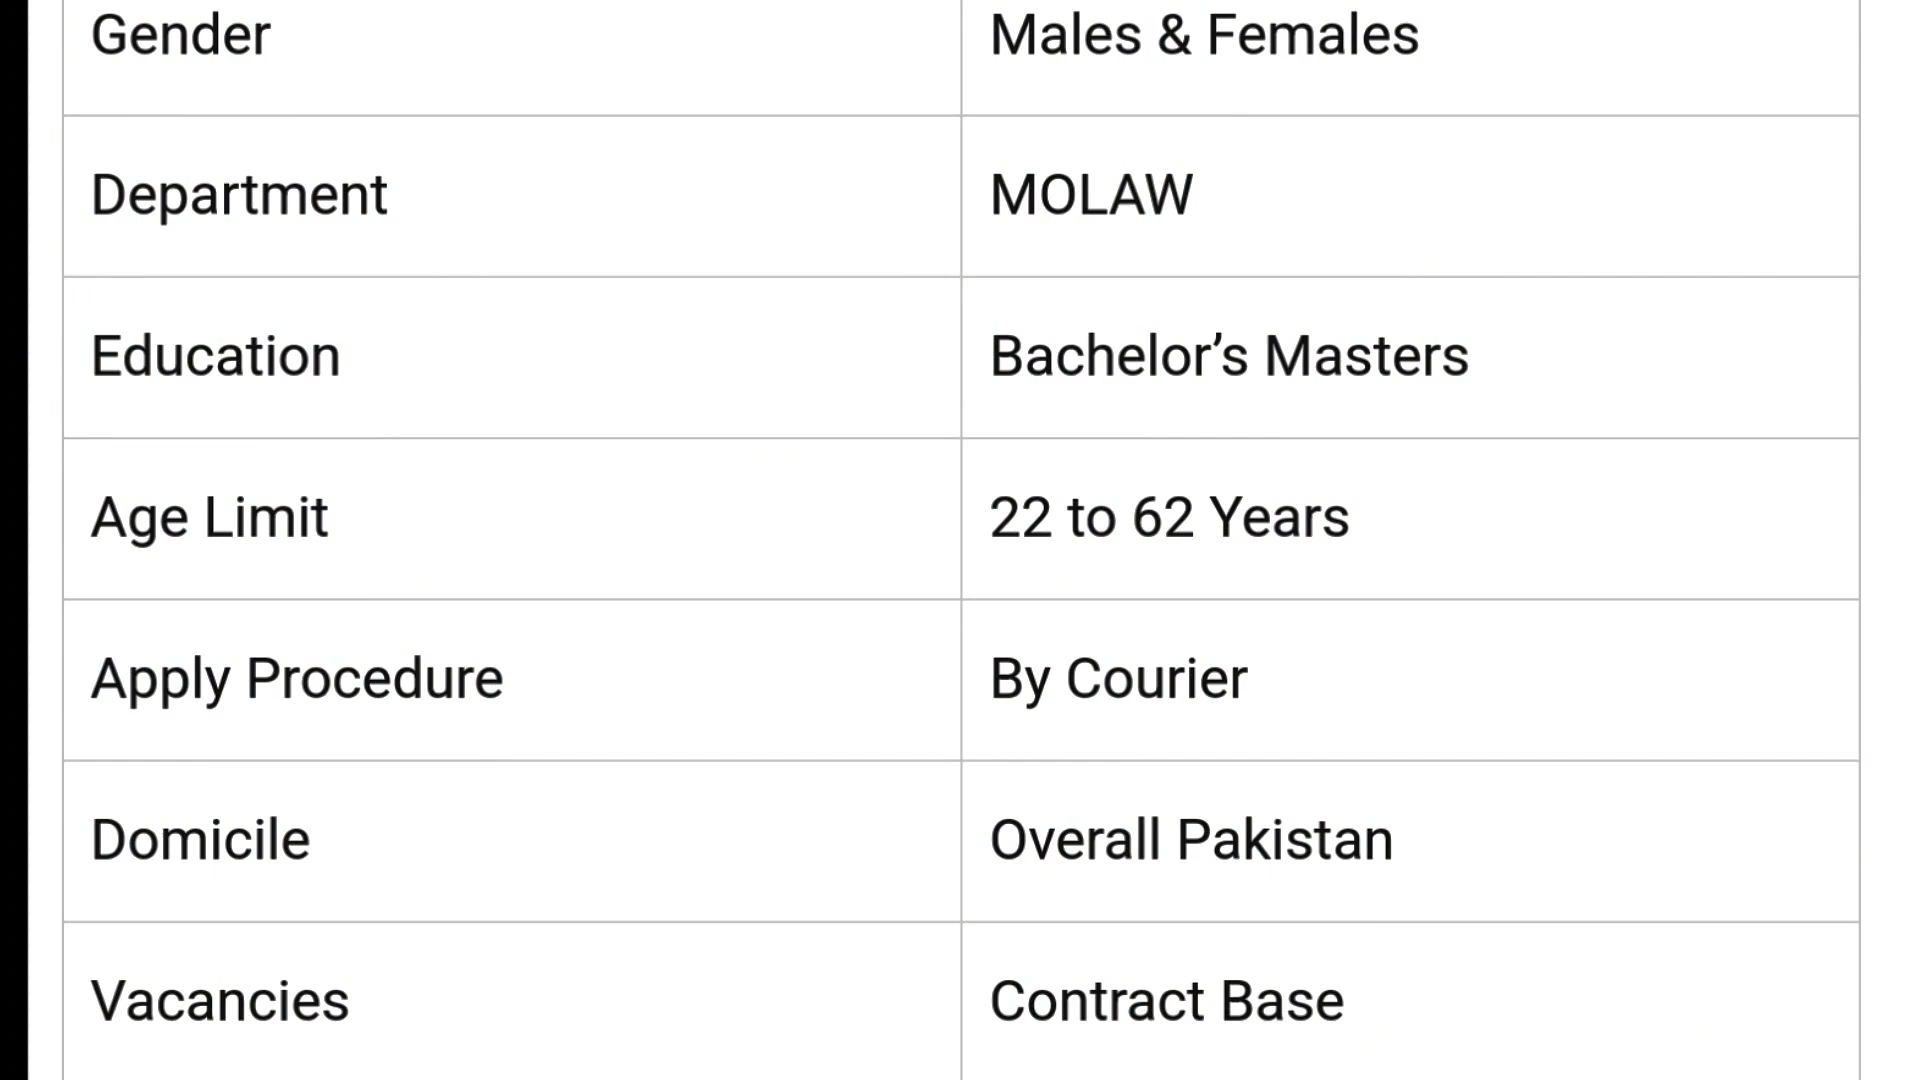 Gender Males & Females
Department MOLAW
Education Bachelor’s Masters
Age Limit 22 to 62 Years
Apply Procedure By Courier
Domicile Overall Pakistan
Vacancies Contract Base